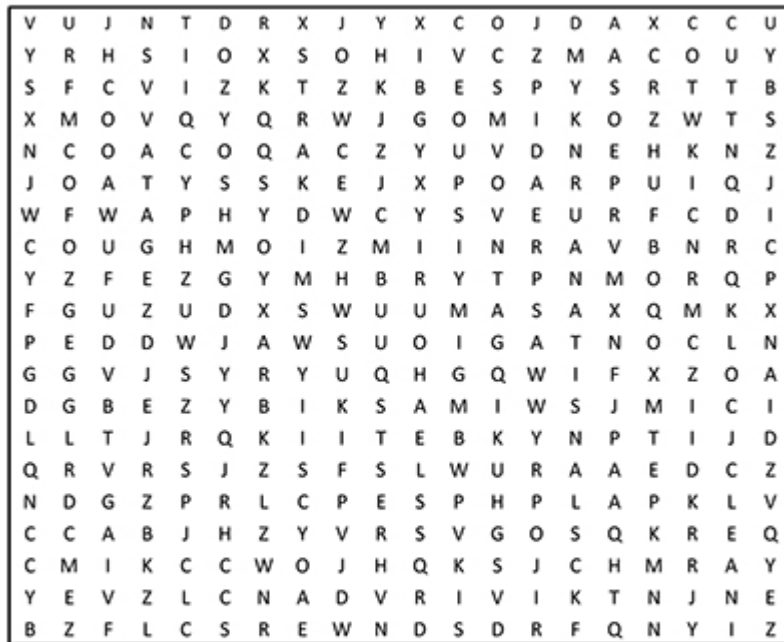 V U J N T D R X J Y X C O J D A X C C U
Y R H S I O X S O H I V C Z M A C O U Y
S F C V I Z K T Z K B E S P Y S R T T B
X M O V Q Y Q R W J G O M I K O Z W T S
N C O A C O Q A C Z Y U V D N E H K N Z
J O A T Y S S K E J X P O A R P U I Q J
W F W A P H Y D W C Y S V E U R F C D I
C O U G H M O I Z M I I N R A V B N R C
Y Z F E Z G Y M H B R Y T P N M O R Q P
F G U Z U D X S W U U M A S A X Q M K X
P E D D W J A W S U O I G A T N O C L N
G G V J S Y R Y U Q H G Q W I F X Z O A
D G B E Z Y B I K S A M I W S J M I C I
L L T J R Q K I I T E B K Y N P T I J D
Q R V R S J Z S F S L W U R A A E D C Z
N D G Z P R L C P E S P H P L A P K L V
C C A B J H Z Y V R S V G O S Q K R E Q
C M I K C C W O J H Q K S J C H M R A Y
Y E V Z L C N A D V R I V I K T N J N E
B Z F L C S R E W N D S D R F Q N Y I Z